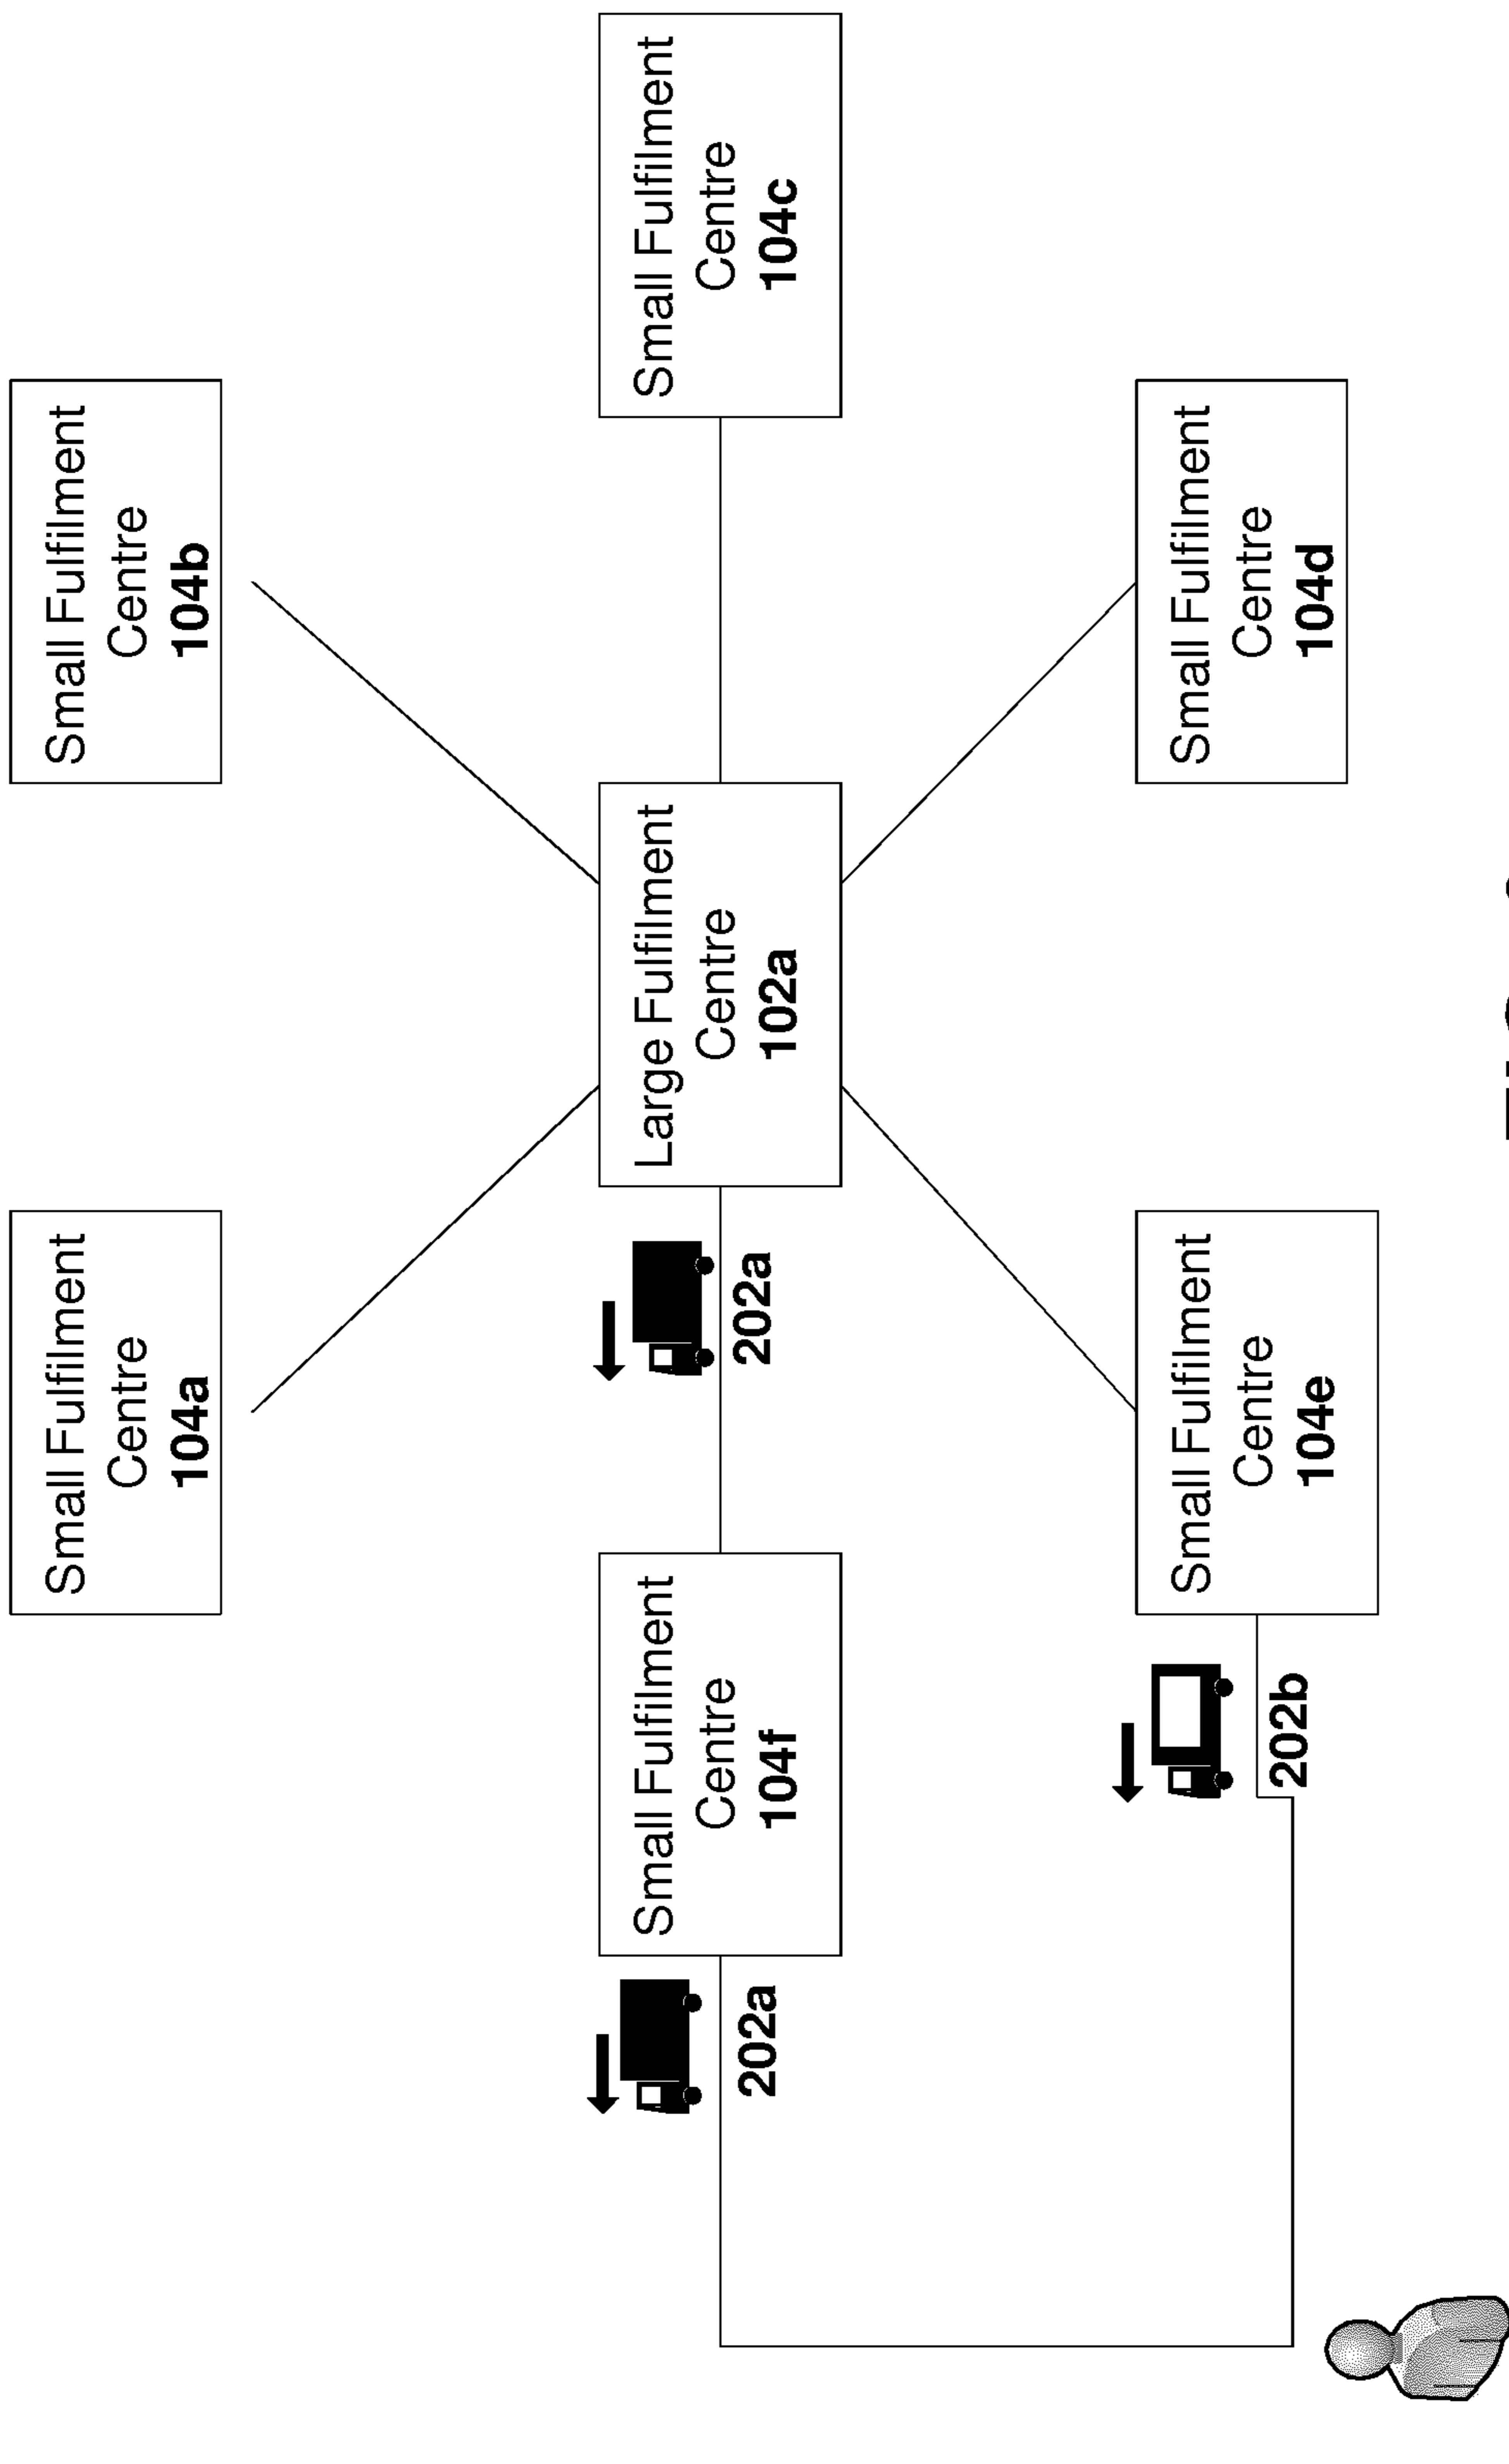 Small Fulfilment
Centre
104a
Small Fulfilment
Centre
104b
Small Fulfilment
Centre
104f
202a
202a
Large Fulfilment
Centre
102a
Small Fulfilment
Centre
104c
202b
Small Fulfilment
Centre
104e
Small Fulfilment
Centre
104d